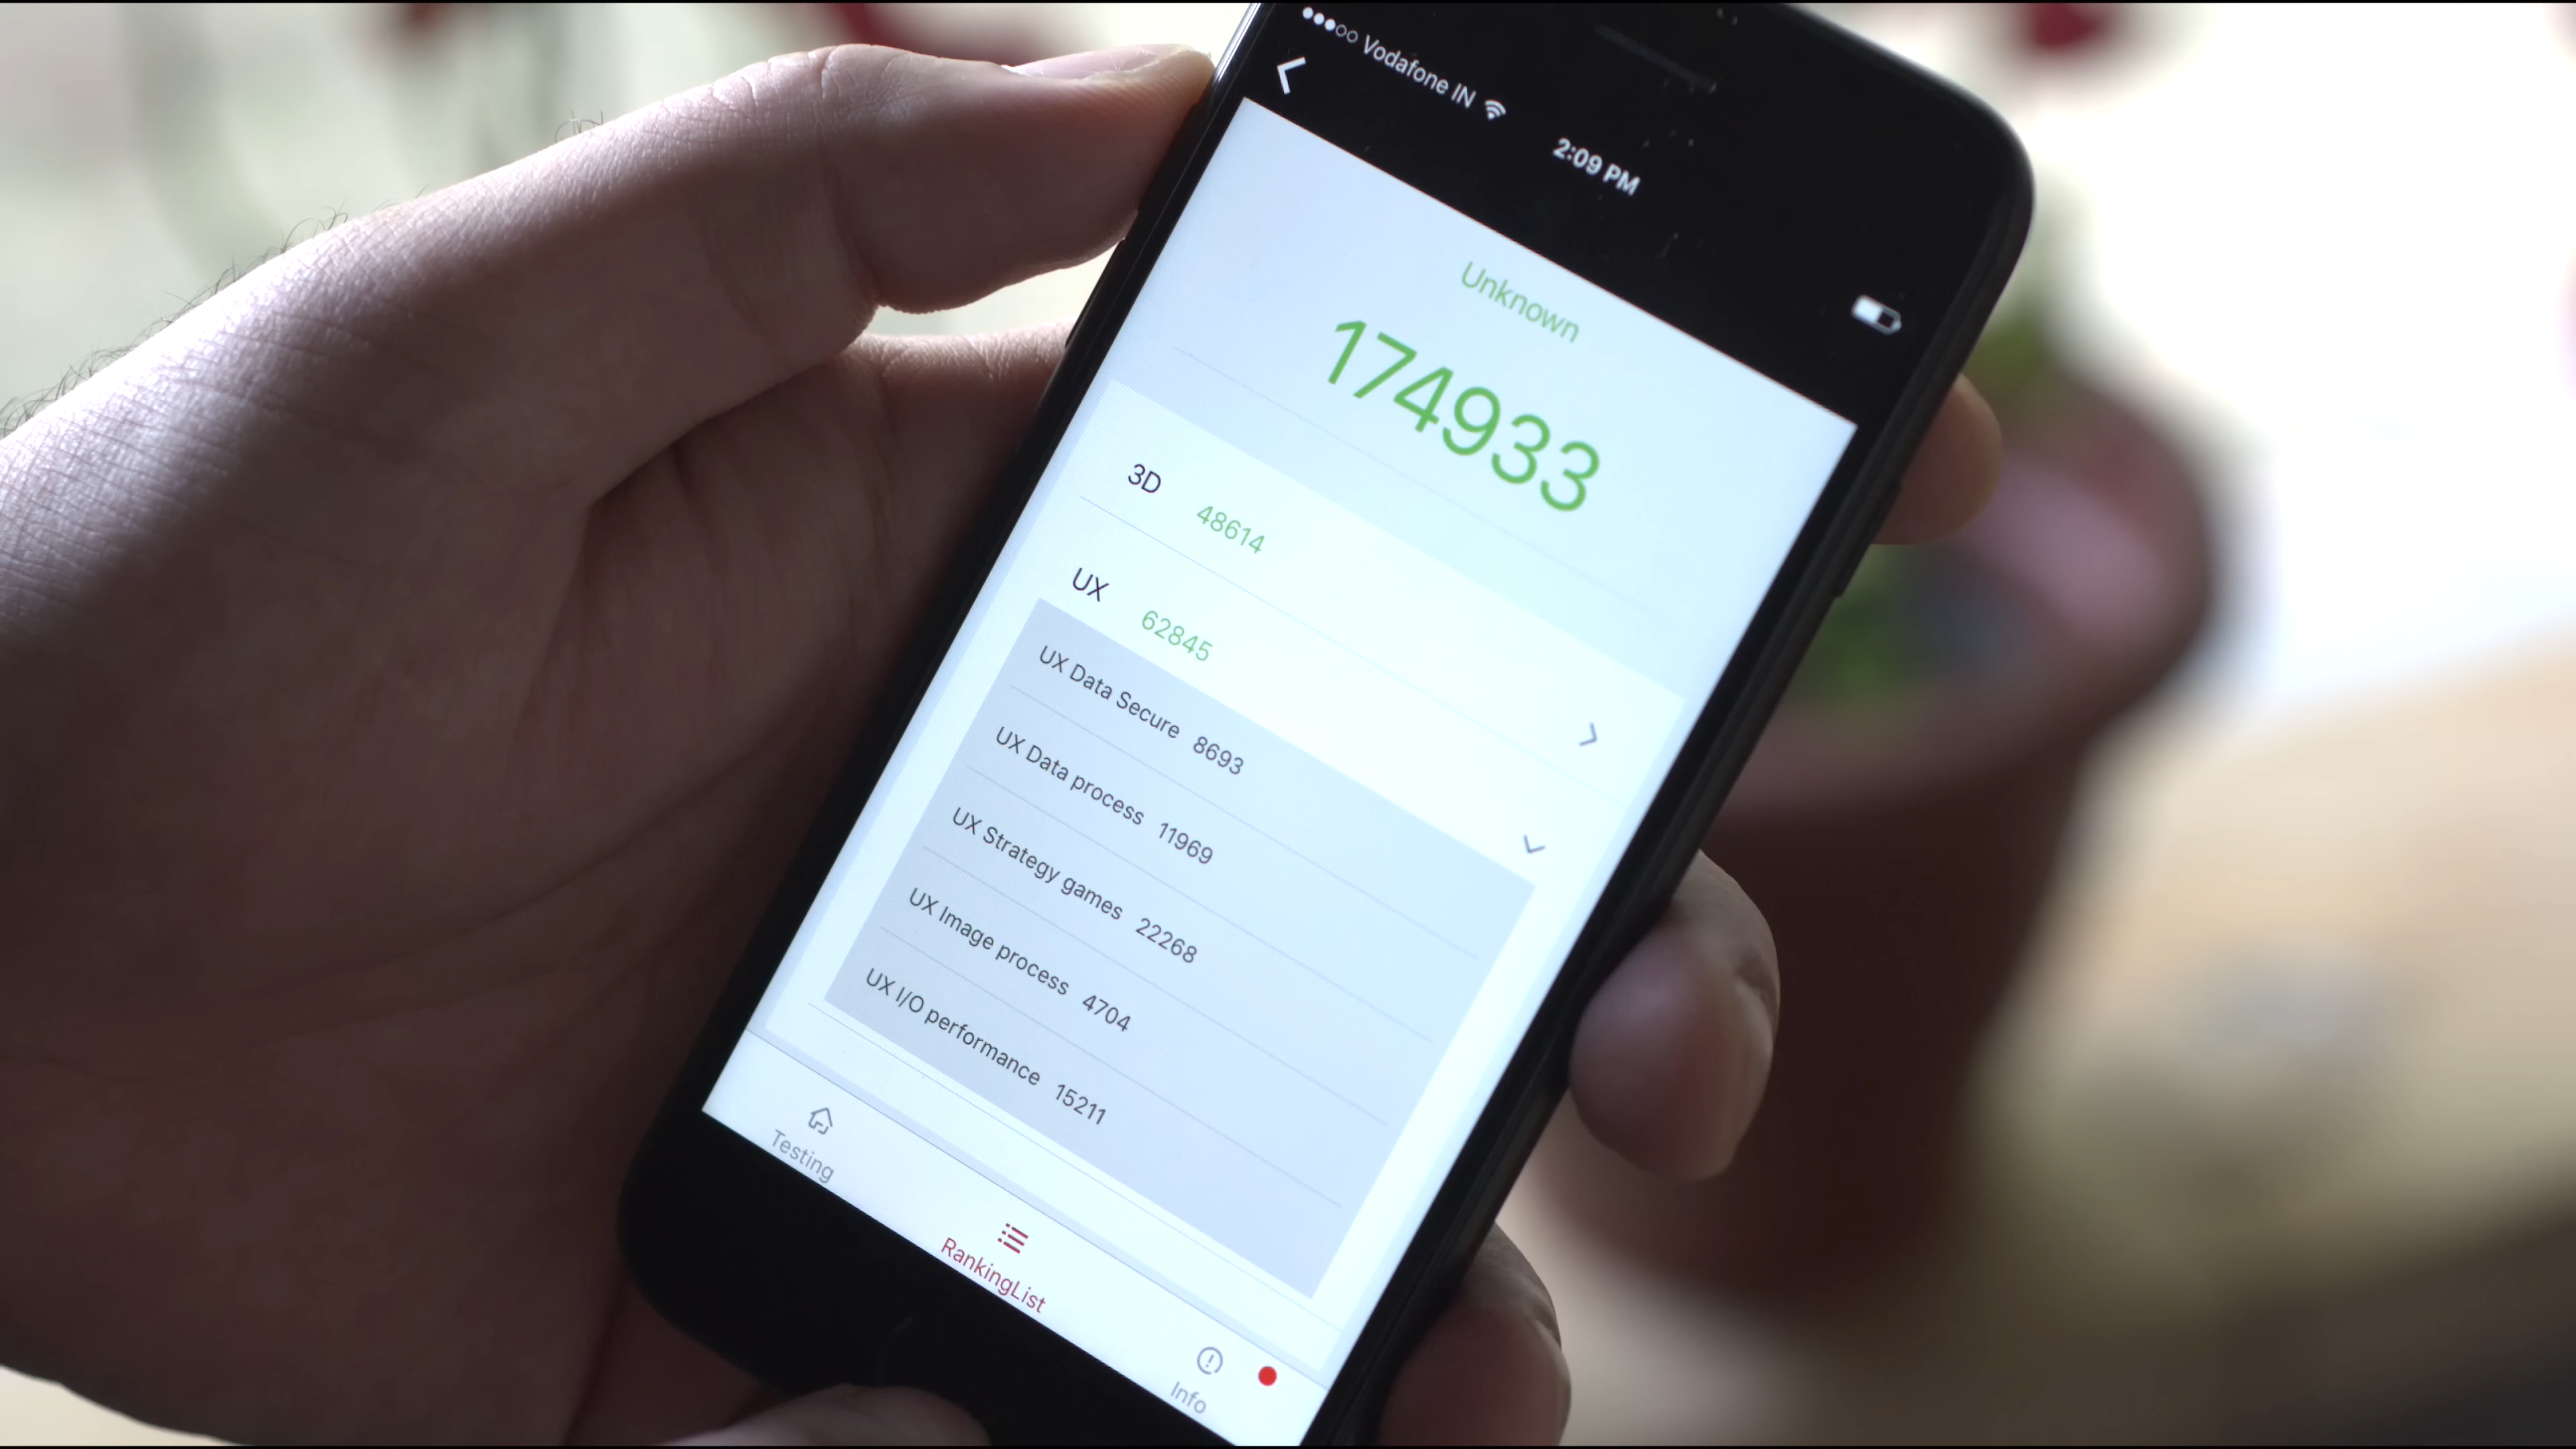 Vodafone IN
2:09 PM
Unknown
174933
3D 48614
UX 62845
UX Data Secure 8693
UX Data process 11969
UX Strategy games 22268
UX Image process 4704
UX I/O performance 15211
Testing
RankingList
Info